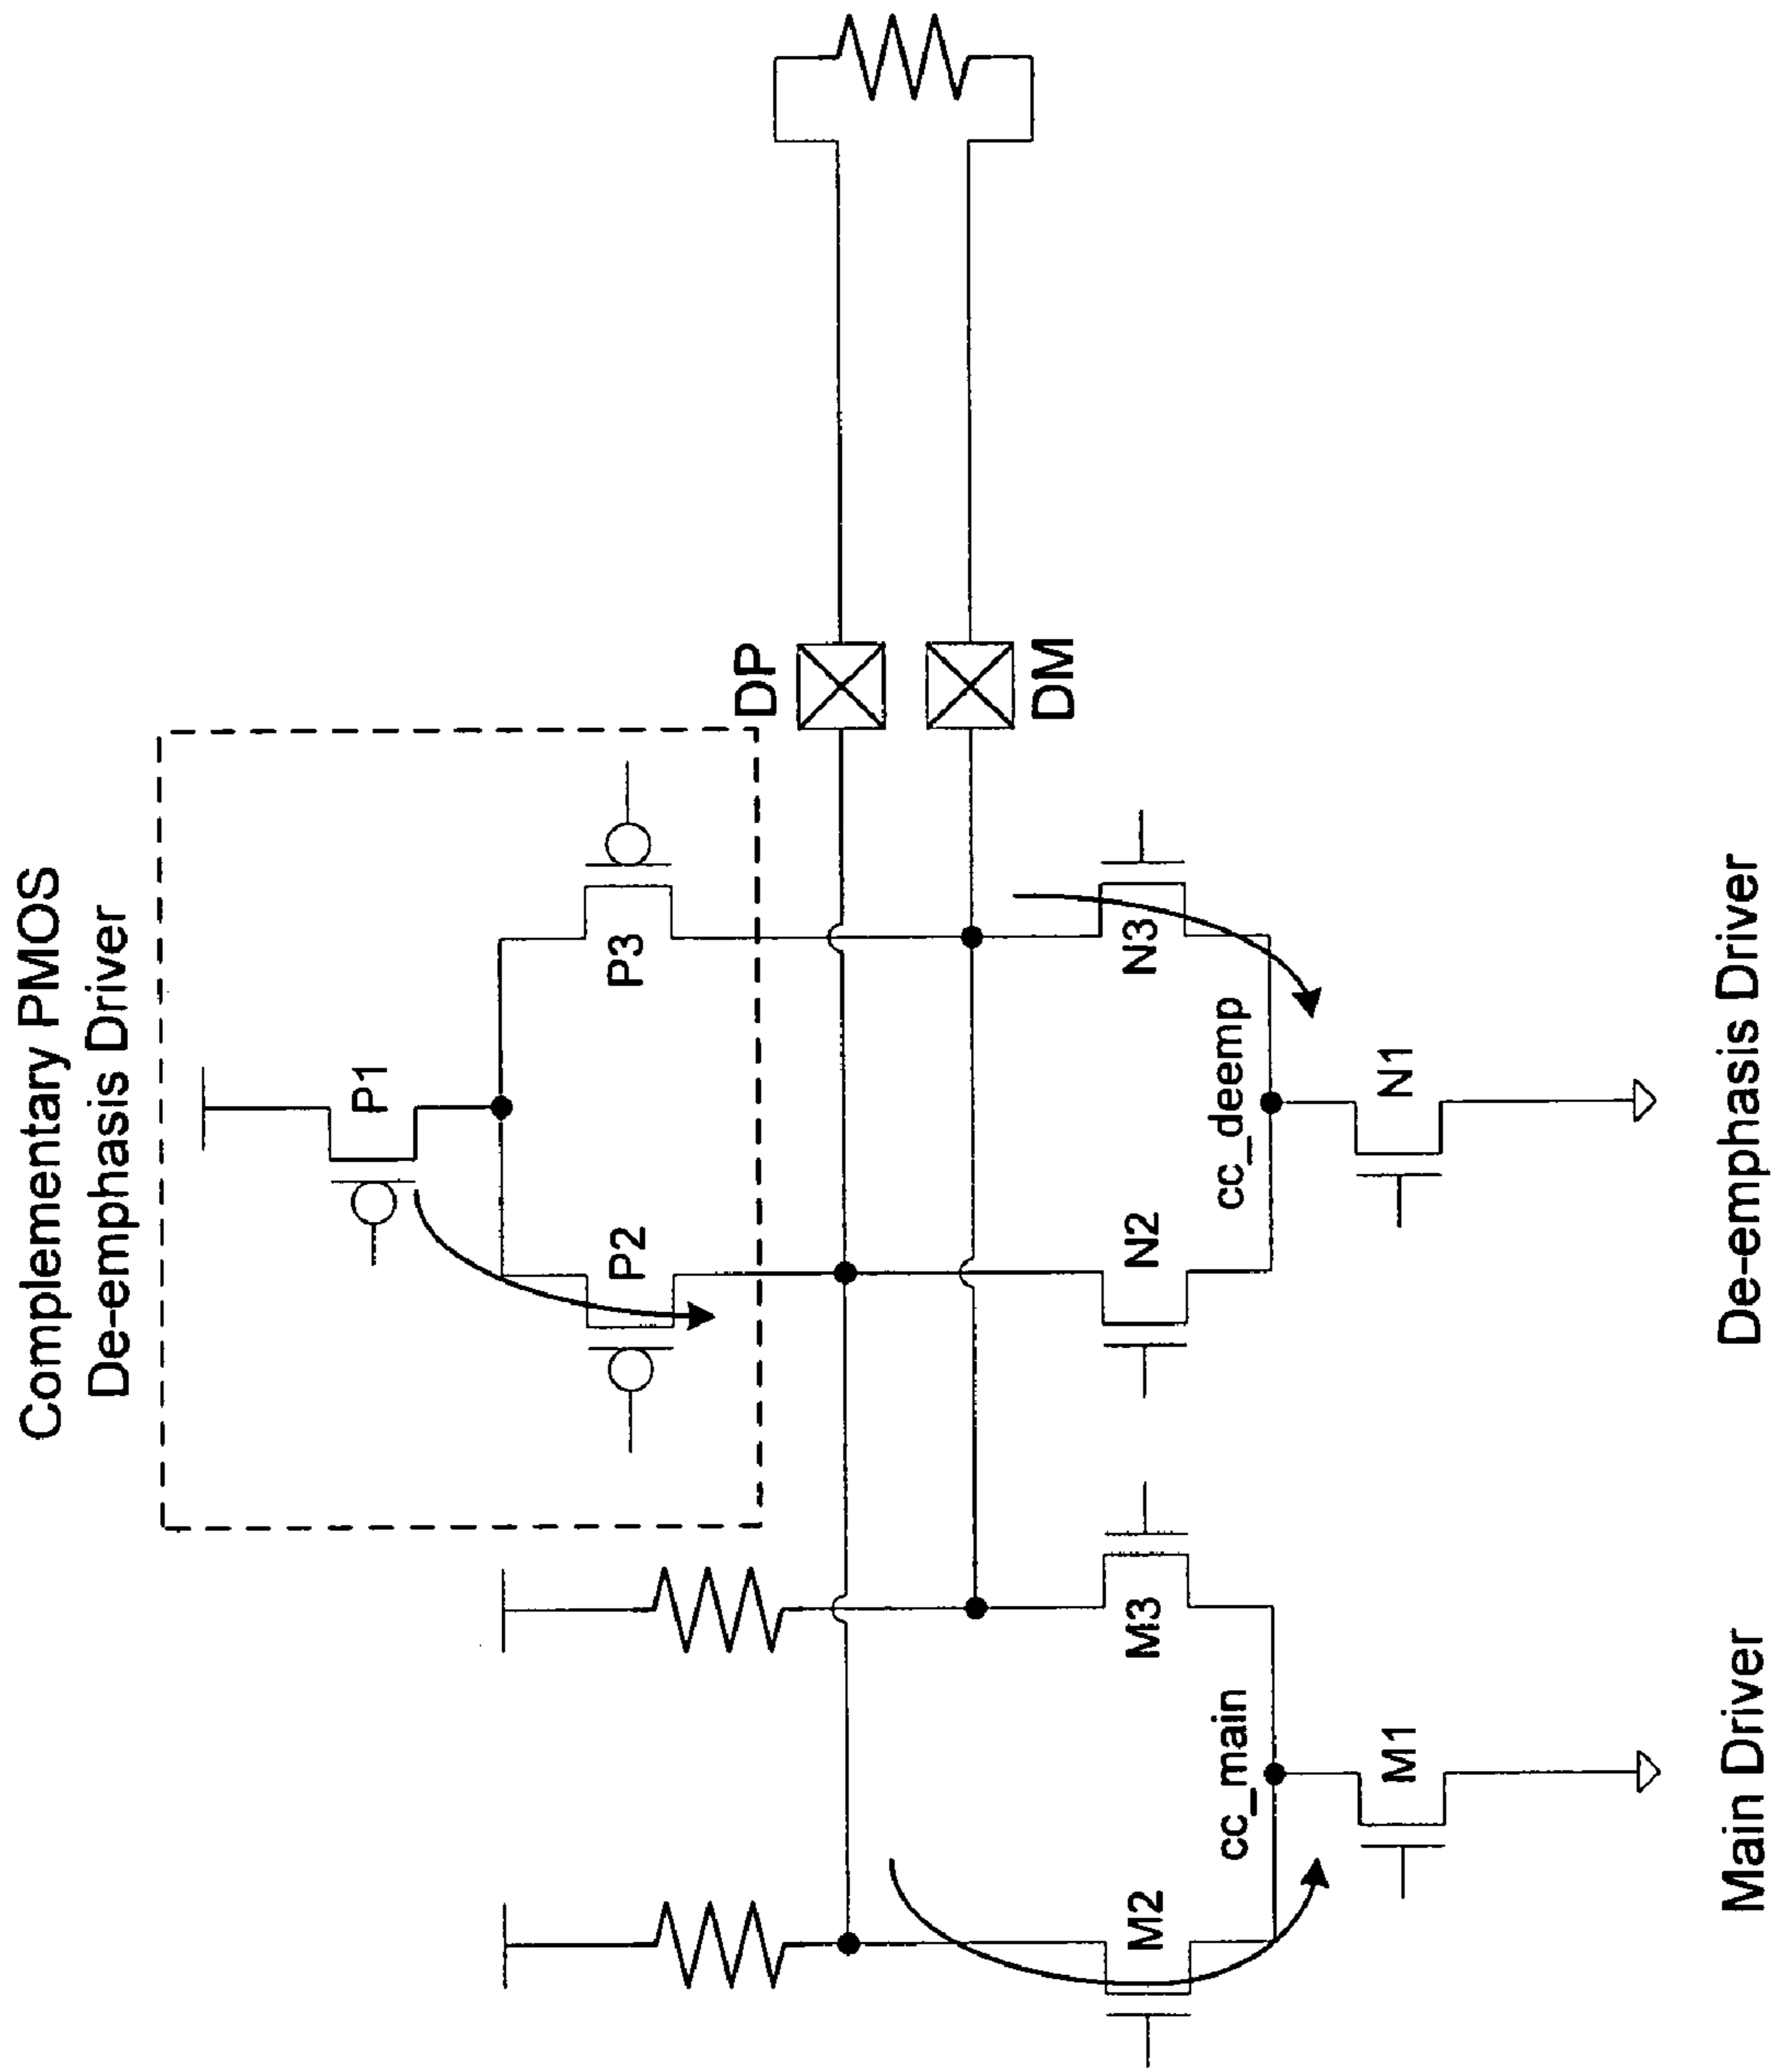 Complementary PMOS
De-emphasis Driver
P1
P2
P3
DP
DM
M2
M3
N2
N3
cc_main
cc_deemp
M1
N1
Main Driver
De-emphasis Driver